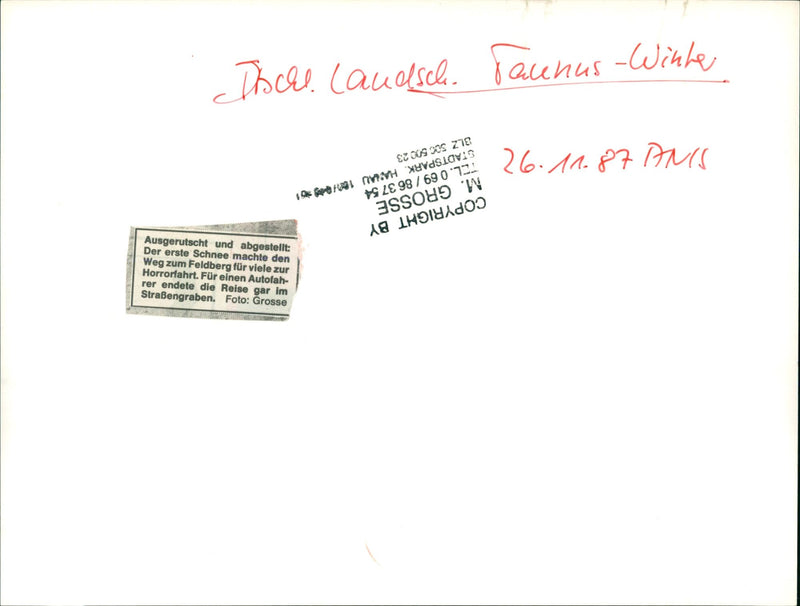 Dtschl. Landsch. Taunus-Winter
26.11.87
COPYRIGHT BY
M. GROSSE
TEL. 0 69 / 86 37 54
STADTSPARK. HANAU
BLZ 506 500 23
Ausgerutscht und abgestellt:
Der erste Schnee machte den
Weg zum Feldberg für viele zur
Horrorfahrt. Für einen Autofah-
rer endete die Reise gar im
Straßengraben. Foto: Grosse